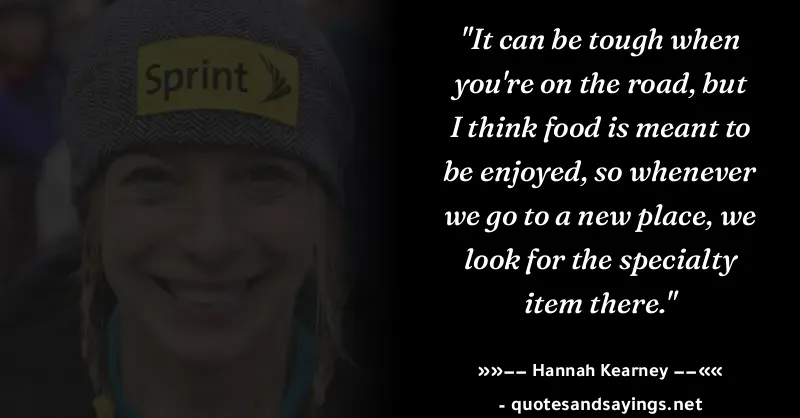 Sprint
"It can be tough when
you're on the road, but
I think food is meant to
be enjoyed, so whenever
we go to a new place, we
look for the specialty
item there."
»»−− Hannah Kearney −−««
- quotesandsayings.net